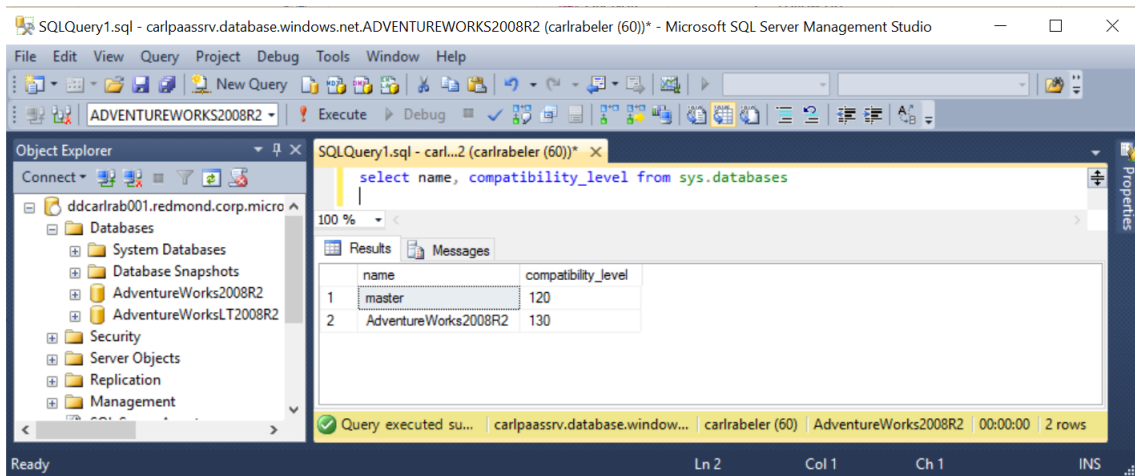 SQLQuery1.sql - carlpaassrv.database.windows.net.ADVENTUREWORKS2008R2 (carlrabeler (60))* - Microsoft SQL Server Management Studio
File Edit View Query Project Debug Tools Window Help
New Query
ADVENTUREWORKS2008R2 Execute Debug
Object Explorer
SQLQuery1.sql - carl...2 (carlrabeler (60))*
Connect
select name, compatibility_level from sys.databases
Properties
ddcarlrab001.redmond.corp.micro
Databases
System Databases
Database Snapshots
AdventureWorks2008R2
AdventureWorksLT2008R2
Security
Server Objects
Replication
Management
100 %
Results Messages
name compatibility_level
1 master 120
2 AdventureWorks2008R2 130
Query executed su... carlpaassrv.database.window... carlrabeler (60) AdventureWorks2008R2 00:00:00 2 rows
Ready Ln 2 Col 1 Ch 1 INS